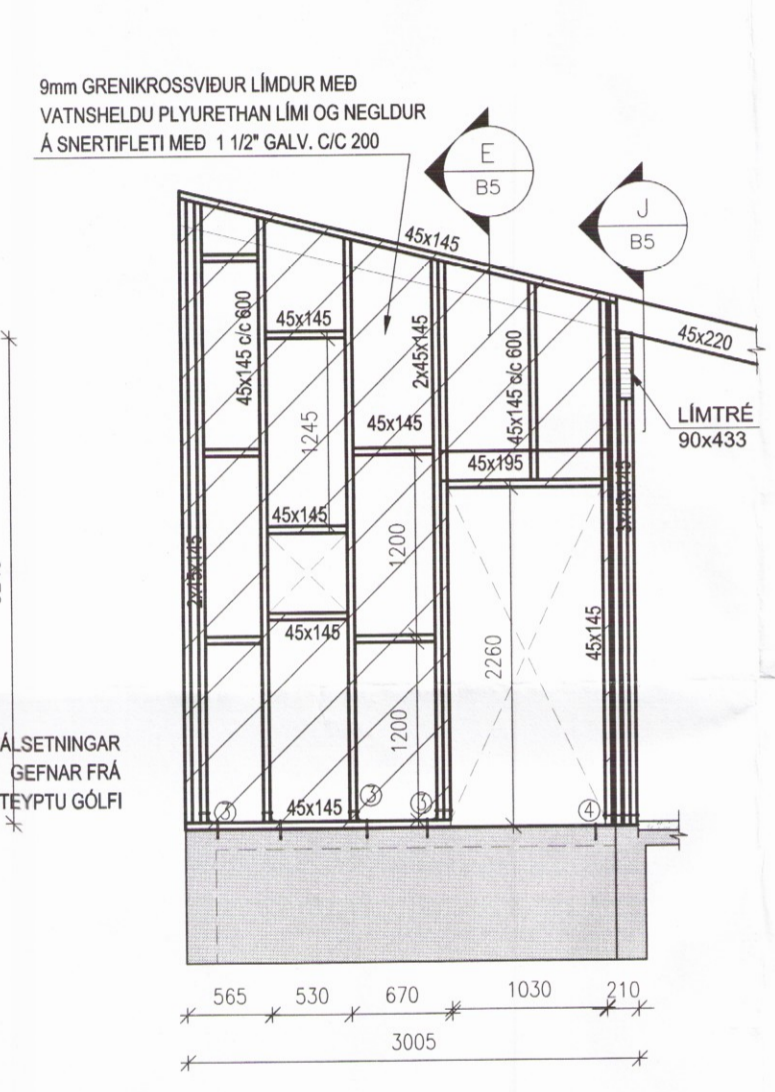 9mm GRENIKROSSVIÐUR LÍMDUR MEÐ
VATNSHELDU PLYURETHAN LÍMI OG NEGLDUR
Á SNERTIFLETI MEÐ 1 1/2" GALV. C/C 200
E
B5
J
B5
45x145
45x220
LÍMTRÉ
90x433
45x145 c/c 600
45x145
2x45x145
45x145 c/c 600
1245
45x145
45x195
45x145
1200
2x45x145
3x45x145
45x145
45x145
2260
1200
ÁLSETNINGAR
GEFNAR FRÁ
TEYPTU GÓLFI
45x145
3
3
3
4
565
530
670
1030
210
3005